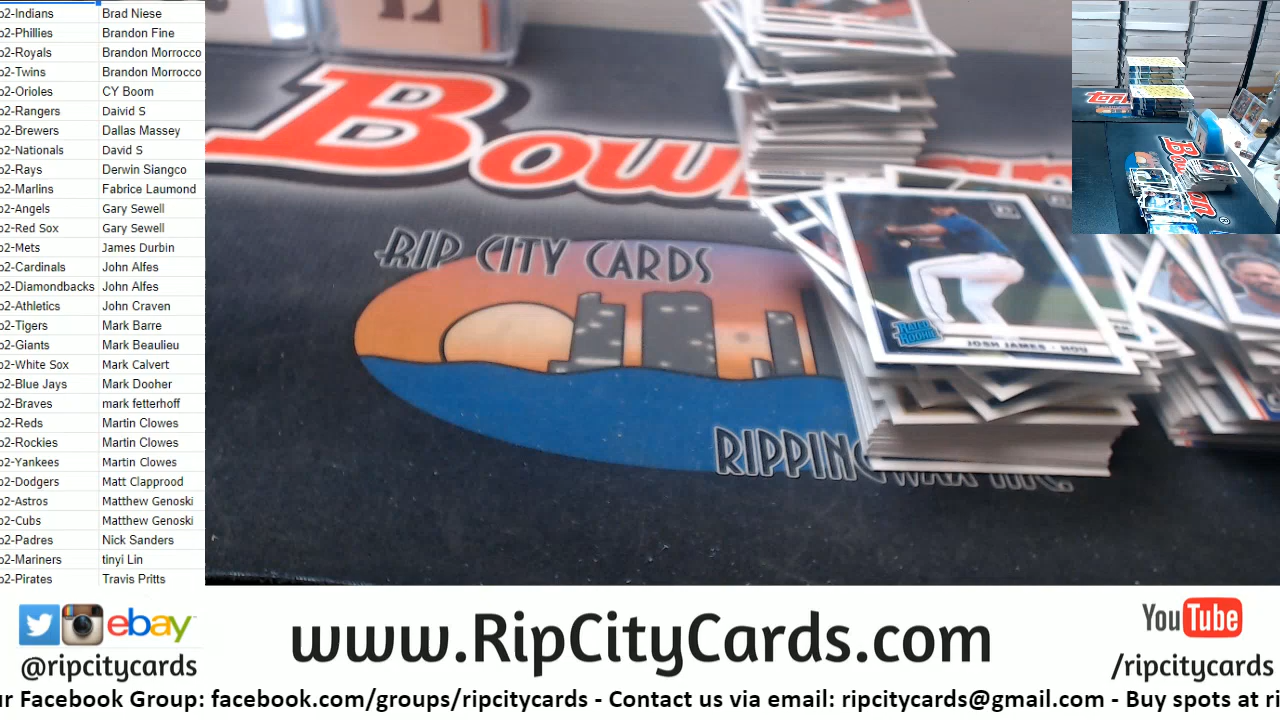 o2-Indians Brad Niese
o2-Phillies Brandon Fine
o2-Royals Brandon Morrocco
o2-Twins Brandon Morrocco
o2-Orioles CY Boom
o2-Rangers Daivid S
o2-Brewers Dallas Massey
o2-Nationals David S
o2-Rays Derwin Siangco
o2-Marlins Fabrice Laumond
o2-Angels Gary Sewell
o2-Red Sox Gary Sewell
o2-Mets James Durbin
o2-Cardinals John Alfes
o2-Diamondbacks John Alfes
o2-Athletics John Craven
o2-Tigers Mark Barre
o2-Giants Mark Beaulieu
o2-White Sox Mark Calvert
o2-Blue Jays Mark Dooher
o2-Braves mark fetterhoff
o2-Reds Martin Clowes
o2-Rockies Martin Clowes
o2-Yankees Martin Clowes
o2-Dodgers Matt Clapprood
o2-Astros Matthew Genoski
o2-Cubs Matthew Genoski
o2-Padres Nick Sanders
o2-Mariners tinyi Lin
o2-Pirates Travis Pritts
Bow
RIP CITY CARDS
RIPPING WAX INC.
RATED ROOKIE
JOSH JAMES · HOU
Topps
Bowman
ebay
@ripcitycards
www.RipCityCards.com
YouTube
/ripcitycards
ur Facebook Group: facebook.com/groups/ripcitycards - Contact us via email: ripcitycards@gmail.com - Buy spots at ri